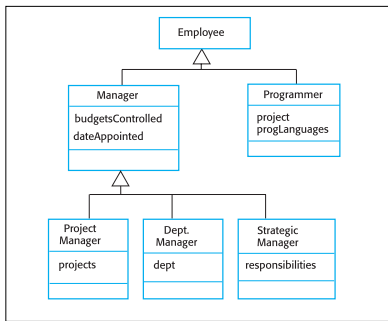 Employee
Manager
budgetsControlled
dateAppointed
Programmer
project
progLanguages
Project
Manager
projects
Dept.
Manager
dept
Strategic
Manager
responsibilities